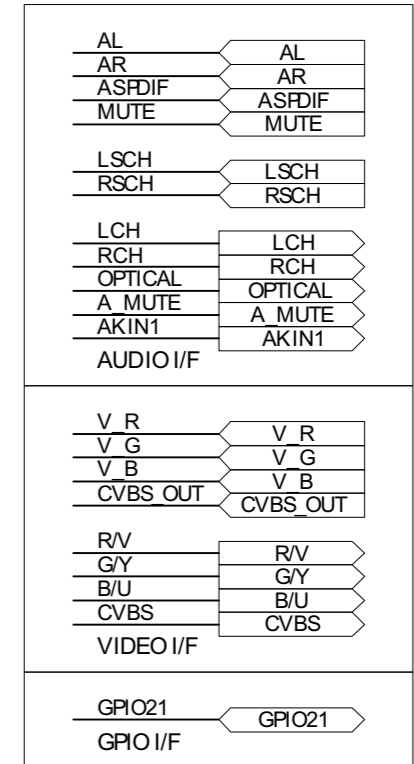 AL AL
AR AR
ASPDIF ASPDIF
MUTE MUTE
LSCH LSCH
RSCH RSCH
LCH LCH
RCH RCH
OPTICAL OPTICAL
A_MUTE A_MUTE
AKIN1 AKIN1
AUDIO I/F
V_R V_R
V_G V_G
V_B V_B
CVBS_OUT CVBS_OUT
R/V R/V
G/Y G/Y
B/U B/U
CVBS CVBS
VIDEO I/F
GPIO21 GPIO21
GPIO I/F